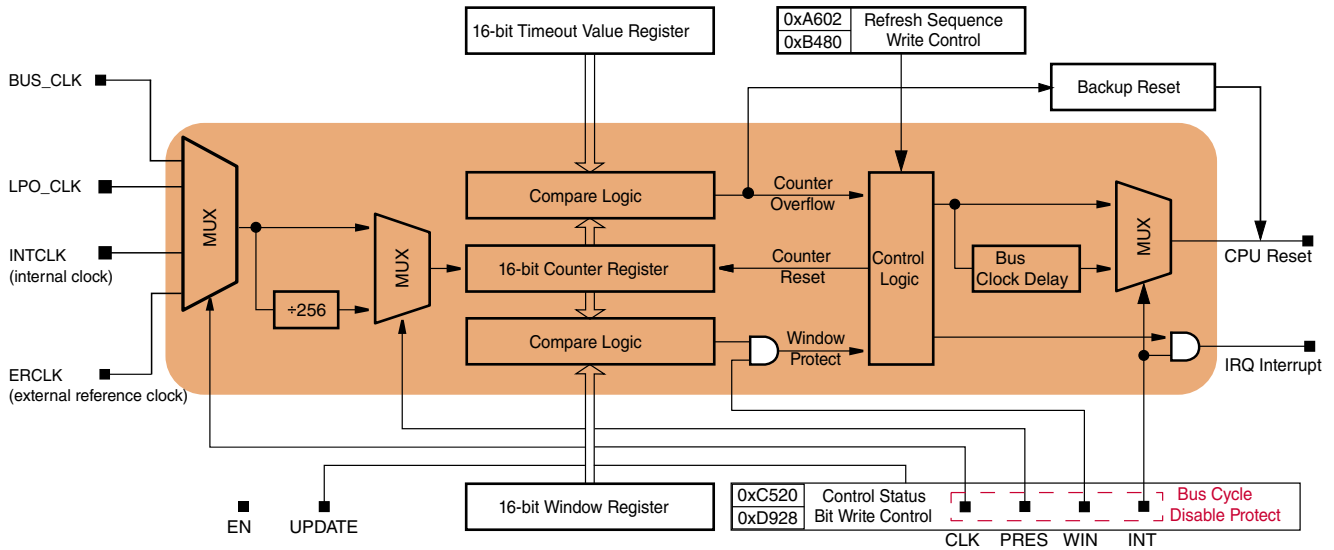 16-bit Timeout Value Register
0xA602
0xB480
Refresh Sequence
Write Control
BUS_CLK
Backup Reset
LPO_CLK
MUX
Compare Logic
Counter
Overflow
INTCLK
(internal clock)
MUX
16-bit Counter Register
Counter
Reset
Control
Logic
Bus
Clock Delay
MUX
CPU Reset
÷256
Compare Logic
Window
Protect
IRQ Interrupt
ERCLK
(external reference clock)
EN
UPDATE
16-bit Window Register
0xC520
0xD928
Control Status
Bit Write Control
Bus Cycle
Disable Protect
CLK
PRES
WIN
INT